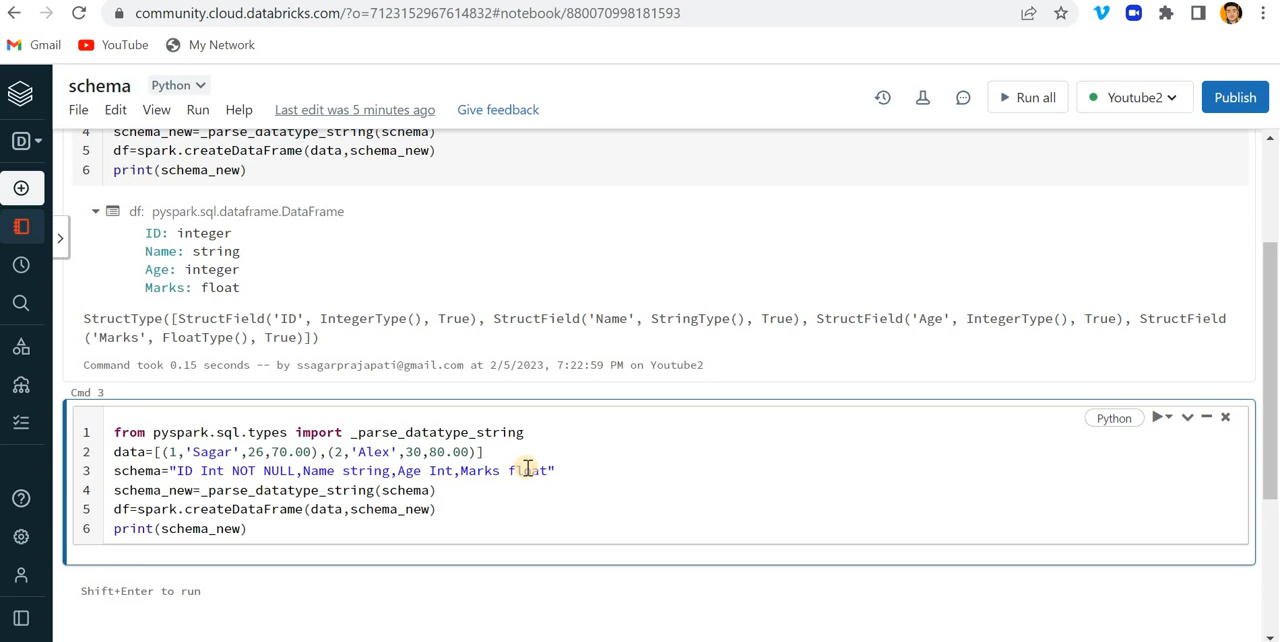 community.cloud.databricks.com/?o=7123152967614832#notebook/880070998181593
Gmail YouTube My Network
schema Python
File Edit View Run Help Last edit was 5 minutes ago Give feedback
Run all Youtube2 Publish
D
4 schema_new=_parse_datatype_string(schema)
5 df=spark.createDataFrame(data,schema_new)
6 print(schema_new)
df: pyspark.sql.dataframe.DataFrame
ID: integer
Name: string
Age: integer
Marks: float
StructType([StructField('ID', IntegerType(), True), StructField('Name', StringType(), True), StructField('Age', IntegerType(), True), StructField
('Marks', FloatType(), True)])
Command took 0.15 seconds -- by ssagarprajapati@gmail.com at 2/5/2023, 7:22:59 PM on Youtube2
Cmd 3
Python
1 from pyspark.sql.types import _parse_datatype_string
2 data=[(1,'Sagar',26,70.00),(2,'Alex',30,80.00)]
3 schema="ID Int NOT NULL,Name string,Age Int,Marks float"
4 schema_new=_parse_datatype_string(schema)
5 df=spark.createDataFrame(data,schema_new)
6 print(schema_new)
Shift+Enter to run